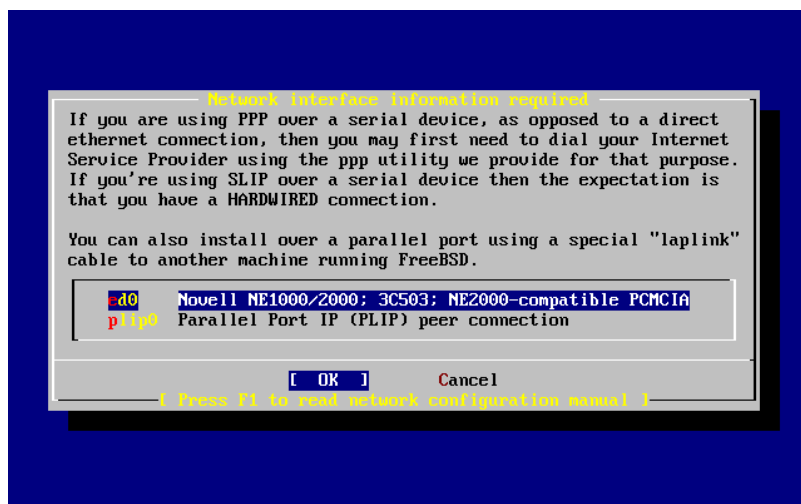 Network interface information required
If you are using PPP over a serial device, as opposed to a direct
ethernet connection, then you may first need to dial your Internet
Service Provider using the ppp utility we provide for that purpose.
If you're using SLIP over a serial device then the expectation is
that you have a HARDWIRED connection.
You can also install over a parallel port using a special "laplink"
cable to another machine running FreeBSD.
ed0 Novell NE1000/2000; 3C503; NE2000-compatible PCMCIA
plip0 Parallel Port IP (PLIP) peer connection
[ OK ] Cancel
[ Press F1 to read network configuration manual ]